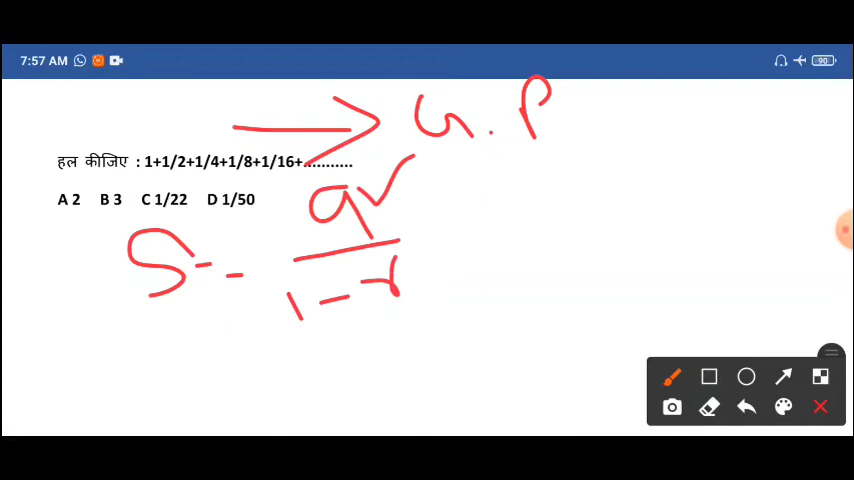 7:57 AM 90
G.P
हल कीजिए : 1+1/2+1/4+1/8+1/16+...........
A 2 B 3 C 1/22 D 1/50
S = a
1-r